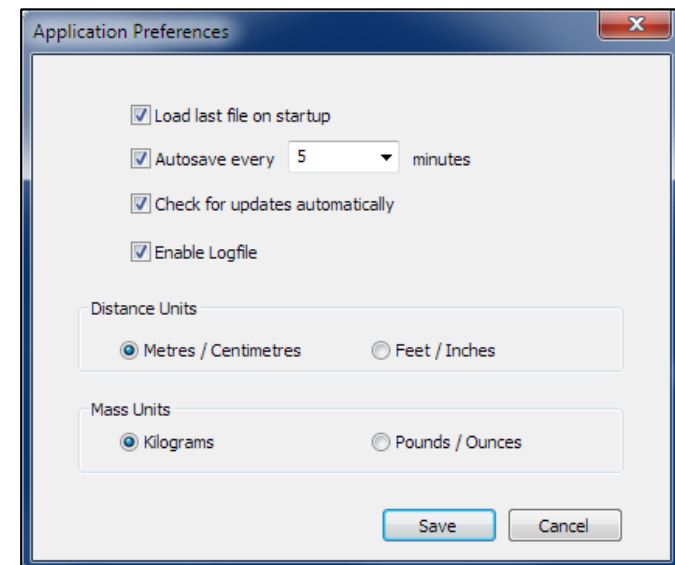 Application Preferences
Load last file on startup
Autosave every 5 minutes
Check for updates automatically
Enable Logfile
Distance Units
Metres / Centimetres Feet / Inches
Mass Units
Kilograms Pounds / Ounces
Save Cancel